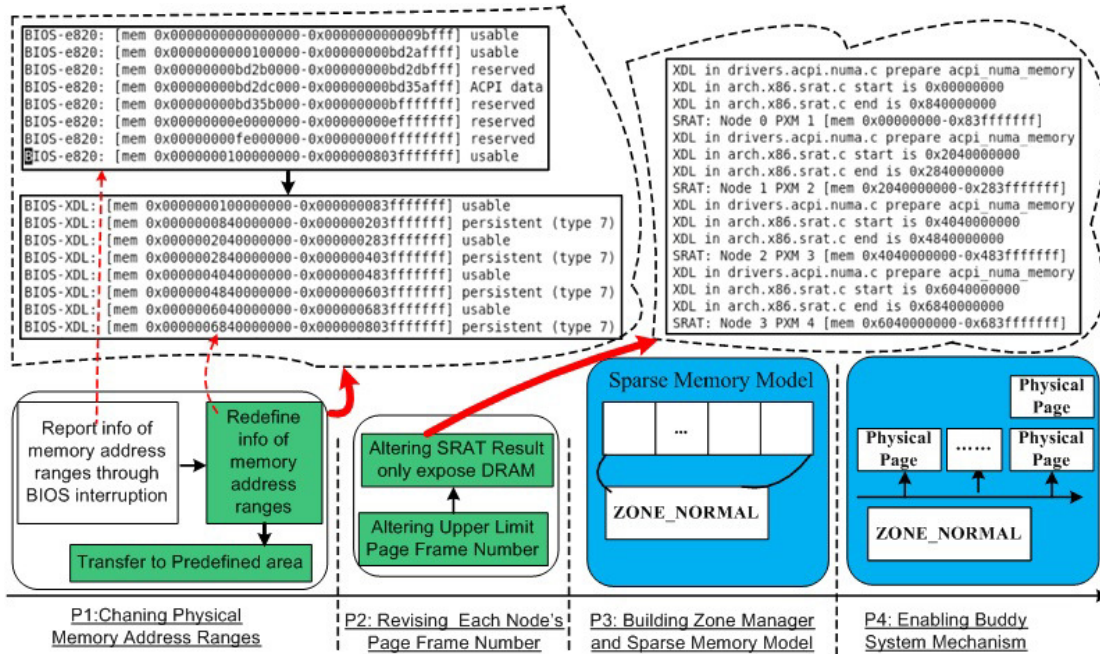 BIOS-e820: [mem 0x0000000000000000-0x000000000009bfff] usable
BIOS-e820: [mem 0x0000000000100000-0x00000000bd2affff] usable
BIOS-e820: [mem 0x00000000bd2b0000-0x00000000bd2dbfff] reserved
BIOS-e820: [mem 0x00000000bd2dc000-0x00000000bd35afff] ACPI data
BIOS-e820: [mem 0x00000000bd35b000-0x00000000bfffffff] reserved
BIOS-e820: [mem 0x00000000e0000000-0x00000000efffffff] reserved
BIOS-e820: [mem 0x00000000fe000000-0x00000000ffffffff] reserved
BIOS-e820: [mem 0x0000000100000000-0x000000803fffffff] usable
BIOS-XDL: [mem 0x0000000100000000-0x000000083fffffff] usable
BIOS-XDL: [mem 0x0000000840000000-0x000000203fffffff] persistent (type 7)
BIOS-XDL: [mem 0x0000002040000000-0x000000283fffffff] usable
BIOS-XDL: [mem 0x0000002840000000-0x000000403fffffff] persistent (type 7)
BIOS-XDL: [mem 0x0000004040000000-0x000000483fffffff] usable
BIOS-XDL: [mem 0x0000004840000000-0x000000603fffffff] persistent (type 7)
BIOS-XDL: [mem 0x0000006040000000-0x000000683fffffff] usable
BIOS-XDL: [mem 0x0000006840000000-0x000000803fffffff] persistent (type 7)
XDL in drivers.acpi.numa.c prepare acpi_numa_memory
XDL in arch.x86.srat.c start is 0x00000000
XDL in arch.x86.srat.c end is 0x840000000
SRAT: Node 0 PXM 1 [mem 0x00000000-0x83fffffff]
XDL in drivers.acpi.numa.c prepare acpi_numa_memory
XDL in arch.x86.srat.c start is 0x2040000000
XDL in arch.x86.srat.c end is 0x2840000000
SRAT: Node 1 PXM 2 [mem 0x2040000000-0x283fffffff]
XDL in drivers.acpi.numa.c prepare acpi_numa_memory
XDL in arch.x86.srat.c start is 0x4040000000
XDL in arch.x86.srat.c end is 0x4840000000
SRAT: Node 2 PXM 3 [mem 0x4040000000-0x483fffffff]
XDL in drivers.acpi.numa.c prepare acpi_numa_memory
XDL in arch.x86.srat.c start is 0x6040000000
XDL in arch.x86.srat.c end is 0x6840000000
SRAT: Node 3 PXM 4 [mem 0x6040000000-0x683fffffff]
Report info of
memory address
ranges through
BIOS interruption
Redefine
info of
memory
address
ranges
Transfer to Predefined area
Altering SRAT Result
only expose DRAM
Altering Upper Limit
Page Frame Number
Sparse Memory Model
...
ZONE_NORMAL
Physical
Page
Physical
Page
......
Physical
Page
ZONE_NORMAL
P1:Chaning Physical
Memory Address Ranges
P2: Revising Each Node's
Page Frame Number
P3: Building Zone Manager
and Sparse Memory Model
P4: Enabling Buddy
System Mechanism